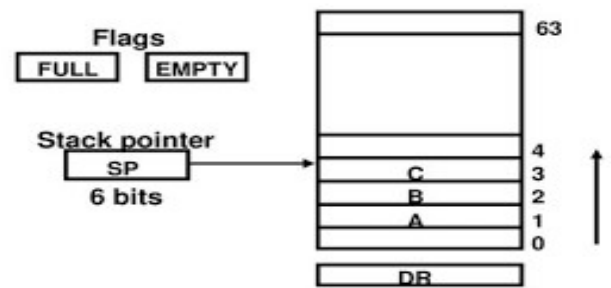 Flags
FULL EMPTY
Stack pointer
SP
6 bits
63
4
C 3
B 2
A 1
0
DR